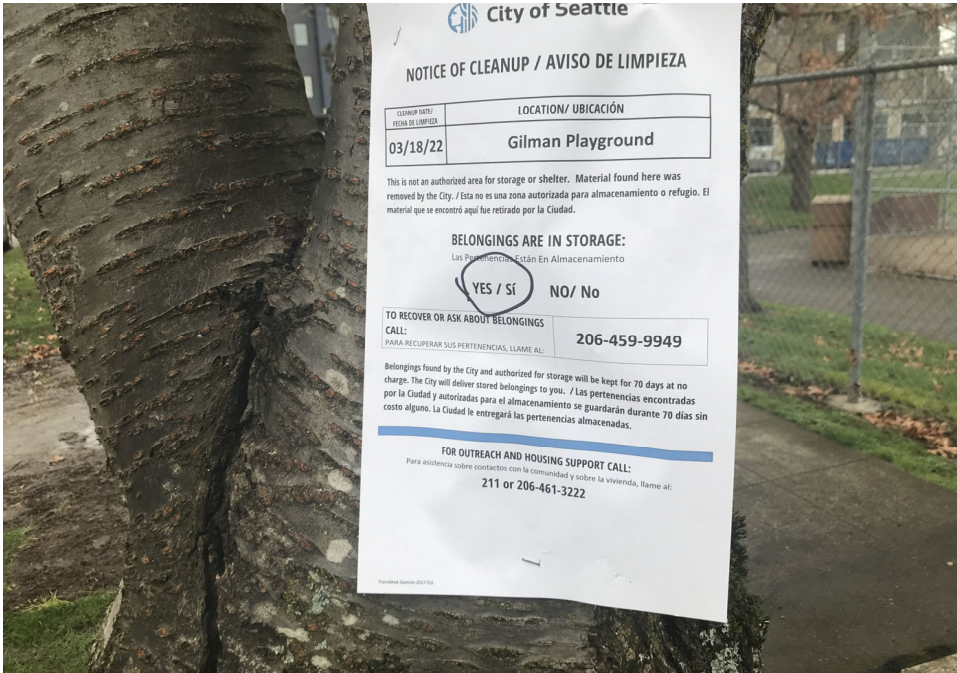 City of Seattle
NOTICE OF CLEANUP / AVISO DE LIMPIEZA
CLEANUP DATE/
FECHA DE LIMPIEZA
LOCATION/ UBICACIÓN
03/18/22
Gilman Playground
This is not an authorized area for storage or shelter. Material found here was
removed by the City. / Esta no es una zona autorizada para almacenamiento o refugio. El
material que se encontró aquí fue retirado por la Ciudad.
BELONGINGS ARE IN STORAGE:
Las Pertenencias Están En Almacenamiento
YES / Sí NO/ No
TO RECOVER OR ASK ABOUT BELONGINGS
CALL:
PARA RECUPERAR SUS PERTENENCIAS, LLAME AL:
206-459-9949
Belongings found by the City and authorized for storage will be kept for 70 days at no
charge. The City will deliver stored belongings to you. / Las pertenencias encontradas
por la Ciudad y autorizadas para el almacenamiento se guardarán durante 70 días sin
costo alguno. La Ciudad le entregará las pertenencias almacenadas.
FOR OUTREACH AND HOUSING SUPPORT CALL:
Para asistencia sobre contactos con la comunidad y sobre la vivienda, llame al:
211 or 206-461-3222